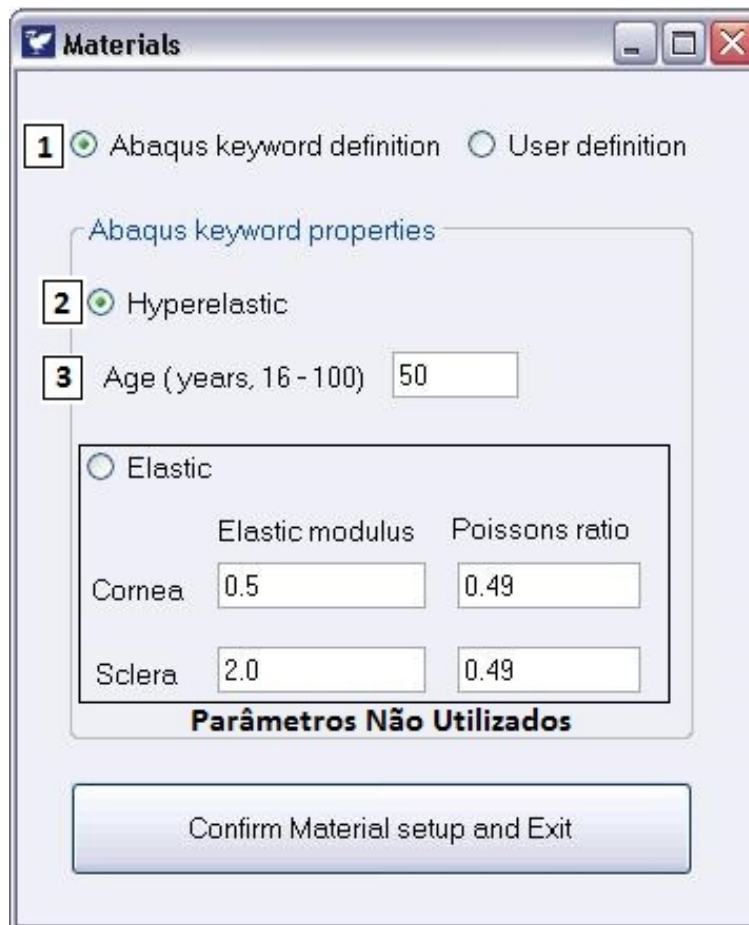 Materials
1 Abaqus keyword definition User definition
Abaqus keyword properties
2 Hyperelastic
3 Age ( years, 16 - 100) 50
Elastic
Elastic modulus Poissons ratio
Cornea 0.5 0.49
Sclera 2.0 0.49
Parâmetros Não Utilizados
Confirm Material setup and Exit